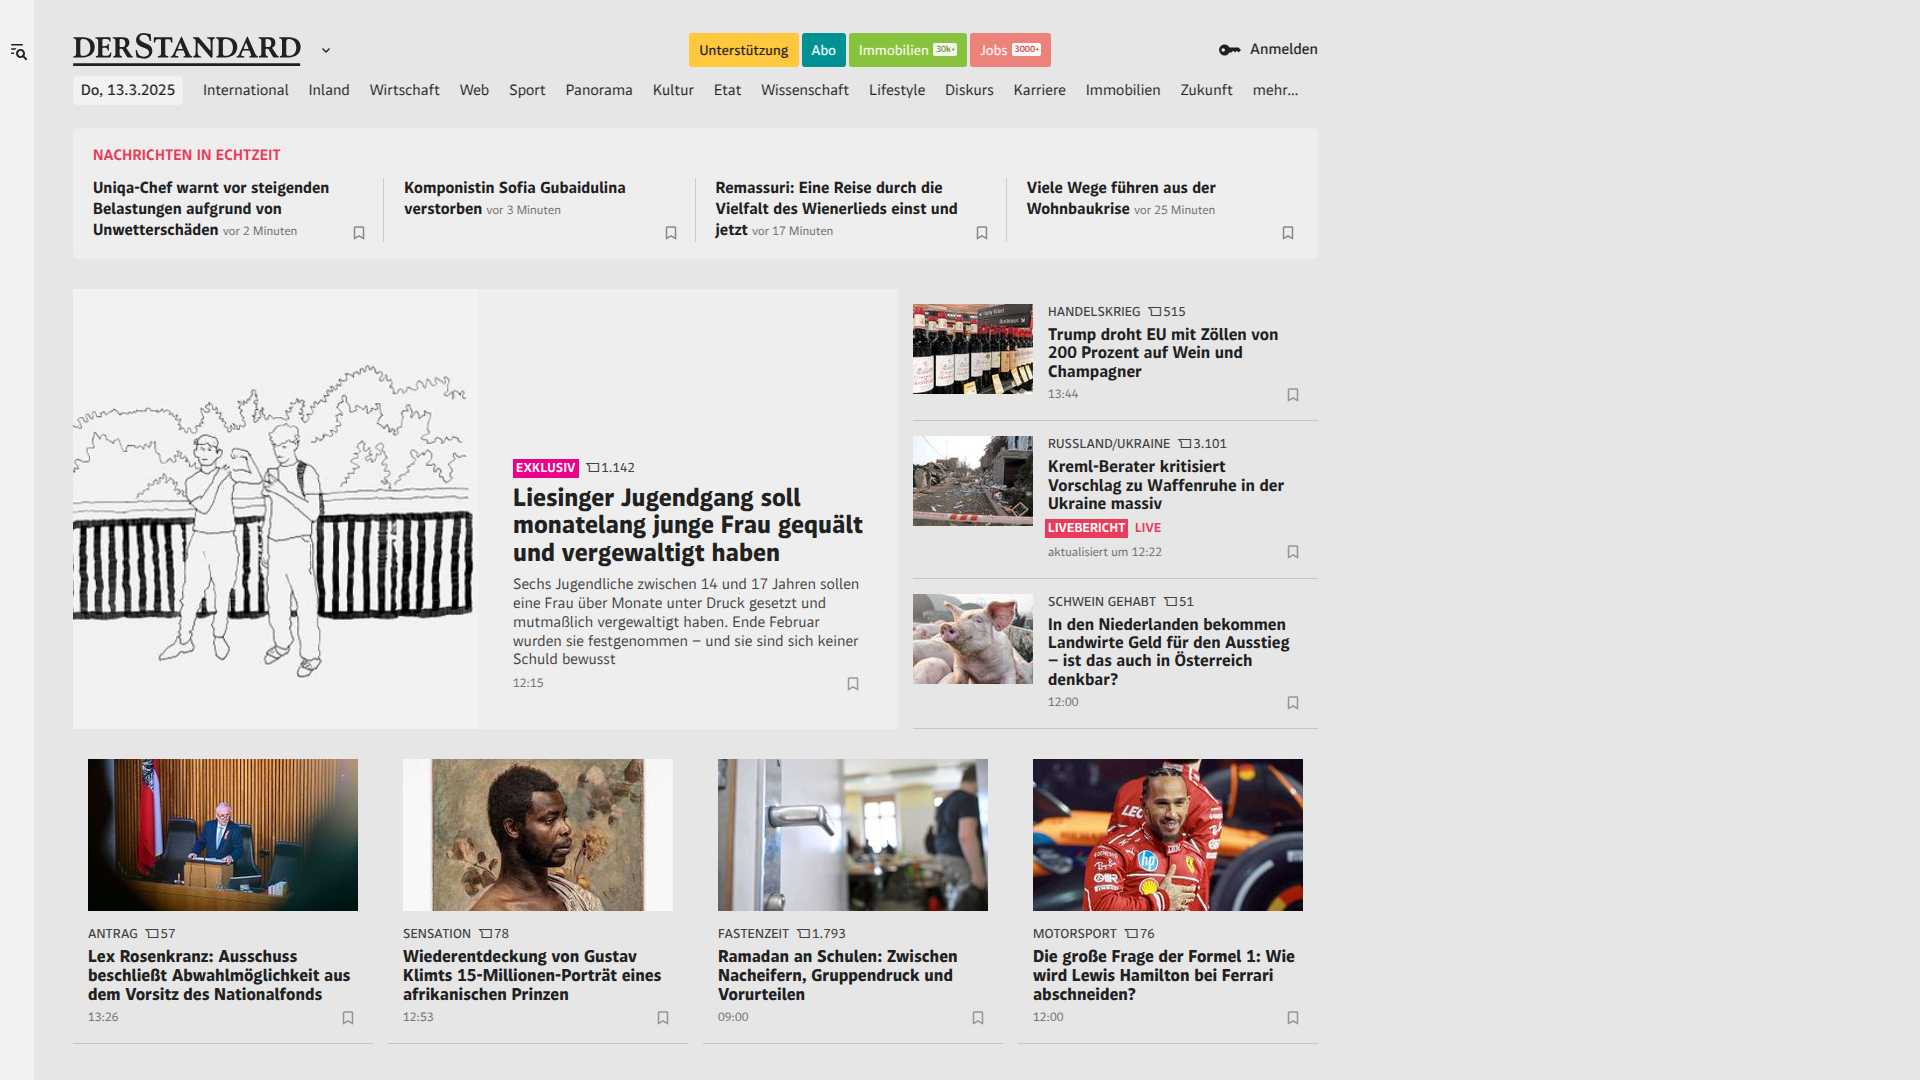 DERSTANDARD
Unterstützung
Abo
Immobilien 30k+
Jobs 3000+
Anmelden
Do, 13.3.2025
International
Inland
Wirtschaft
Web
Sport
Panorama
Kultur
Etat
Wissenschaft
Lifestyle
Diskurs
Karriere
Immobilien
Zukunft
mehr...
NACHRICHTEN IN ECHTZEIT
Uniqa-Chef warnt vor steigenden
Belastungen aufgrund von
Unwetterschäden vor 2 Minuten
Komponistin Sofia Gubaidulina
verstorben vor 3 Minuten
Remassuri: Eine Reise durch die
Vielfalt des Wienerlieds einst und
jetzt vor 17 Minuten
Viele Wege führen aus der
Wohnbaukrise vor 25 Minuten
EXKLUSIV 1.142
Liesinger Jugendgang soll
monatelang junge Frau gequält
und vergewaltigt haben
Sechs Jugendliche zwischen 14 und 17 Jahren sollen
eine Frau über Monate unter Druck gesetzt und
mutmaßlich vergewaltigt haben. Ende Februar
wurden sie festgenommen – und sie sind sich keiner
Schuld bewusst
12:15
HANDELSKRIEG 515
Trump droht EU mit Zöllen von
200 Prozent auf Wein und
Champagner
13:44
RUSSLAND/UKRAINE 3.101
Kreml-Berater kritisiert
Vorschlag zu Waffenruhe in der
Ukraine massiv
LIVEBERICHT LIVE
aktualisiert um 12:22
SCHWEIN GEHABT 51
In den Niederlanden bekommen
Landwirte Geld für den Ausstieg
– ist das auch in Österreich
denkbar?
12:00
ANTRAG 57
Lex Rosenkranz: Ausschuss
beschließt Abwahlmöglichkeit aus
dem Vorsitz des Nationalfonds
13:26
SENSATION 78
Wiederentdeckung von Gustav
Klimts 15-Millionen-Porträt eines
afrikanischen Prinzen
12:53
FASTENZEIT 1.793
Ramadan an Schulen: Zwischen
Nacheifern, Gruppendruck und
Vorurteilen
09:00
LEC
hp
MOTORSPORT 76
Die große Frage der Formel 1: Wie
wird Lewis Hamilton bei Ferrari
abschneiden?
12:00